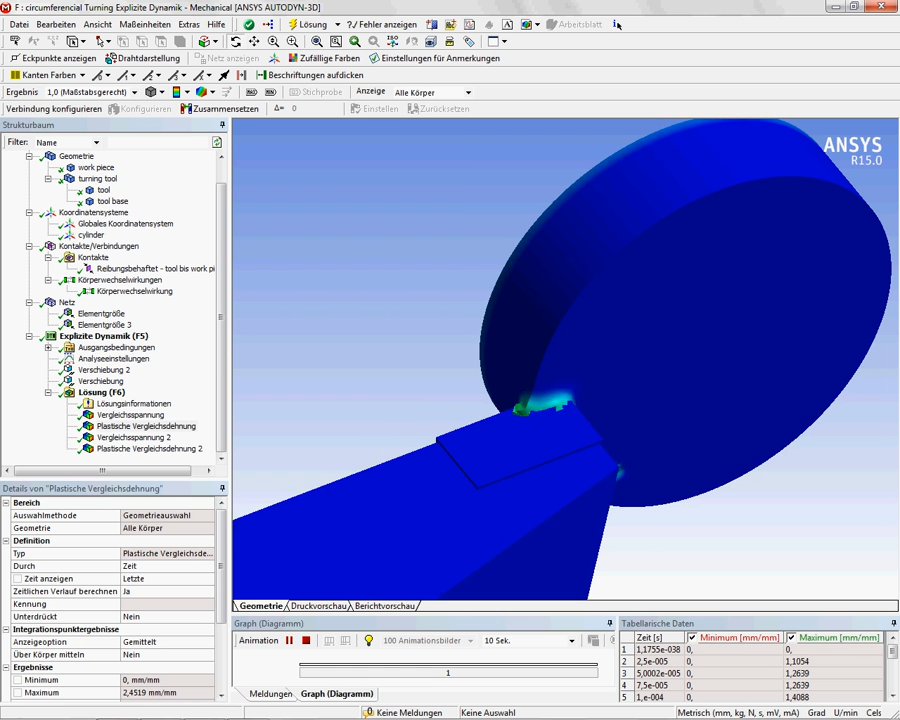 F : circumferencial Turning Explizite Dynamik - Mechanical [ANSYS AUTODYN-3D]
Datei Bearbeiten Ansicht Maßeinheiten Extras Hilfe Lösung ?/ Fehler anzeigen Arbeitsblatt
Eckpunkte anzeigen Drahtdarstellung Netz anzeigen Zufällige Farben Einstellungen für Anmerkungen
Kanten Farben Beschriftungen aufdicken
Ergebnis 1,0 (Maßstabsgerecht) Stichprobe Anzeige Alle Körper
Verbindung konfigurieren Konfigurieren Zusammensetzen Δ= 0 Einstellen Zurücksetzen
Strukturbaum
Filter: Name
Geometrie
work piece
turning tool
tool
tool base
Koordinatensysteme
Globales Koordinatensystem
cylinder
Kontakte/Verbindungen
Kontakte
Reibungsbehaftet - tool bis work pi
Körperwechselwirkungen
Körperwechselwirkung
Netz
Elementgröße
Elementgröße 3
Explizite Dynamik (F5)
Ausgangsbedingungen
Analyseeinstellungen
Verschiebung 2
Verschiebung
Lösung (F6)
Lösungsinformationen
Vergleichsspannung
Plastische Vergleichsdehnung
Vergleichsspannung 2
Plastische Vergleichsdehnung 2
Details von "Plastische Vergleichsdehnung"
Bereich
Auswahlmethode Geometrieauswahl
Geometrie Alle Körper
Definition
Typ Plastische Vergleichsde...
Durch Zeit
Zeit anzeigen Letzte
Zeitlichen Verlauf berechnen Ja
Kennung
Unterdrückt Nein
Integrationspunktergebnisse
Anzeigeoption Gemittelt
Über Körper mitteln Nein
Ergebnisse
Minimum 0, mm/mm
Maximum 2,4519 mm/mm
ANSYS
R15.0
Geometrie Druckvorschau Berichtvorschau
Graph (Diagramm)
Animation 100 Animationsbilder 10 Sek.
1
Meldungen Graph (Diagramm)
Tabellarische Daten
Zeit [s] Minimum [mm/mm] Maximum [mm/mm]
1 1,1755e-038 0, 0,
2 2,5e-005 0, 1,1054
3 5,0002e-005 0, 1,2639
4 7,5e-005 0, 1,2639
5 1,e-004 0, 1,4088
Keine Meldungen Keine Auswahl Metrisch (mm, kg, N, s, mV, mA) Grad U/min Cels